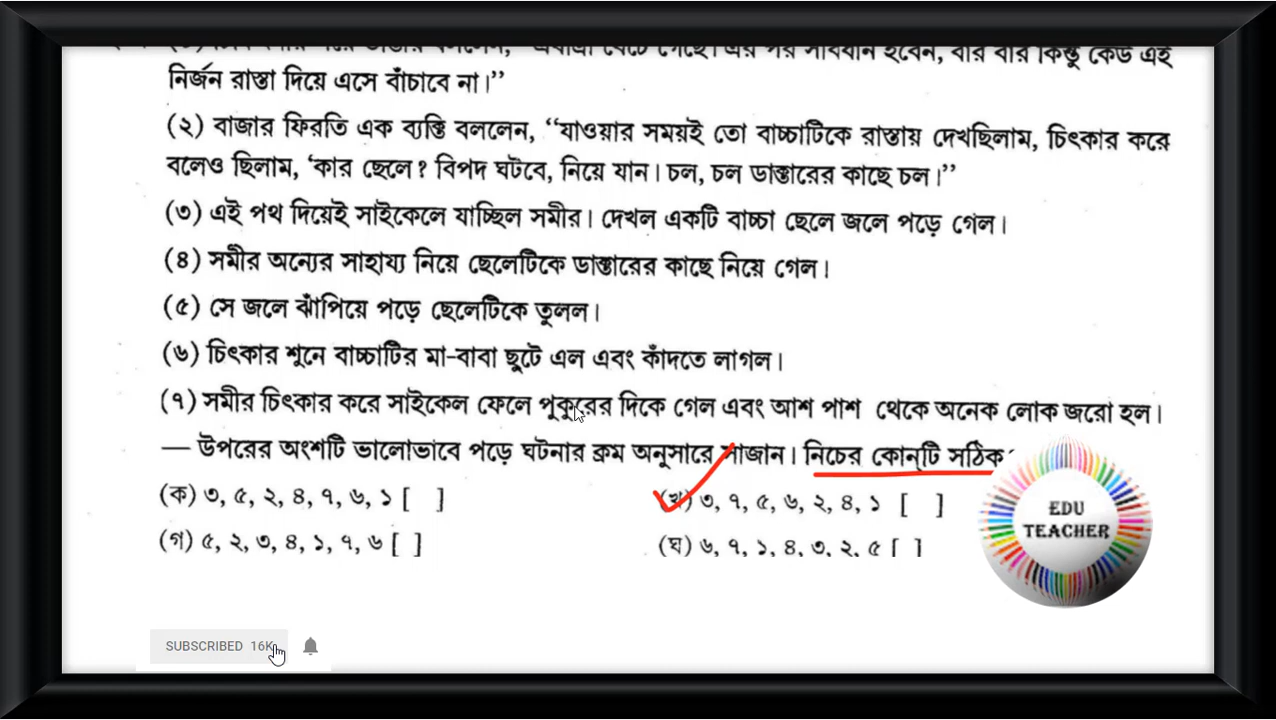 নির্জন রাস্তা দিয়ে এসে বাঁচাবে না।”
(২) বাজার ফিরতি এক ব্যক্তি বললেন, “যাওয়ার সময়ই তো বাচ্চাটিকে রাস্তায় দেখছিলাম, চিৎকার করে
বলেও ছিলাম, ‘কার ছেলে? বিপদ ঘটবে, নিয়ে যান। চল, চল ডাক্তারের কাছে চল।”
(৩) এই পথ দিয়েই সাইকেলে যাচ্ছিল সমীর। দেখল একটি বাচ্চা ছেলে জলে পড়ে গেল।
(৪) সমীর অন্যের সাহায্য নিয়ে ছেলেটিকে ডাক্তারের কাছে নিয়ে গেল।
(৫) সে জলে ঝাঁপিয়ে পড়ে ছেলেটিকে তুলল।
(৬) চিৎকার শুনে বাচ্চাটির মা-বাবা ছুটে এল এবং কাঁদতে লাগল।
(৭) সমীর চিৎকার করে সাইকেল ফেলে পুকুরের দিকে গেল এবং আশ পাশ থেকে অনেক লোক জরো হল।
— উপরের অংশটি ভালোভাবে পড়ে ঘটনার ক্রম অনুসারে সাজান। নিচের কোন্‌টি সঠিক
(ক) ৩, ৫, ২, ৪, ৭, ৬, ১ [ ]
(খ) ৩, ৭, ৫, ৬, ২, ৪, ১ [ ]
(গ) ৫, ২, ৩, ৪, ১, ৭, ৬ [ ]
(ঘ) ৬, ৭, ১, ৪, ৩, ২, ৫ [ ]
EDU
TEACHER
SUBSCRIBED 16K